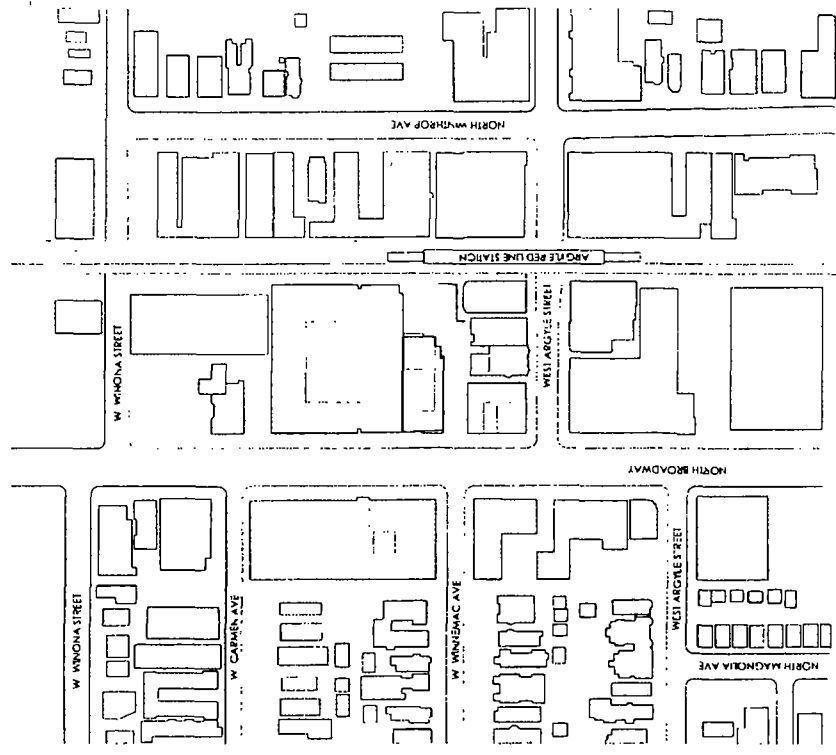 NORTH WINTHROP AVE
ARGYLE RED LINE STATION
W WINONA STREET
WEST ARGYLE STREET
NORTH BROADWAY
W WINONA STREET
W CARMEN AVE
W WINNEMAC AVE
WEST ARGYLE STREET
NORTH MAGNOLIA AVE